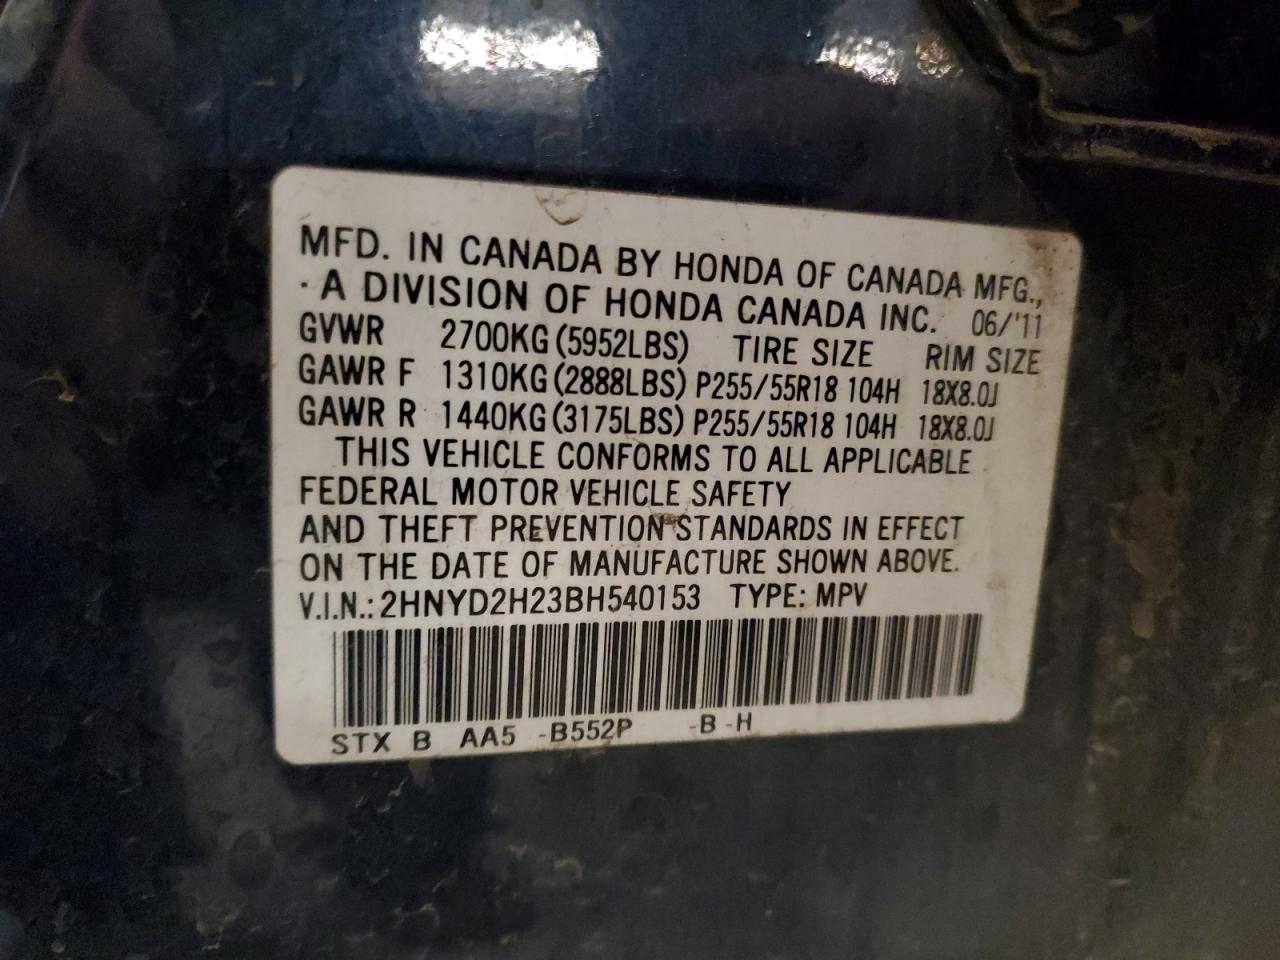 MFD. IN CANADA BY HONDA OF CANADA MFG.,
· A DIVISION OF HONDA CANADA INC. 06/'11
GVWR 2700KG (5952LBS) TIRE SIZE RIM SIZE
GAWR F 1310KG (2888LBS) P255/55R18 104H 18X8.0J
GAWR R 1440KG (3175LBS) P255/55R18 104H 18X8.0J
THIS VEHICLE CONFORMS TO ALL APPLICABLE
FEDERAL MOTOR VEHICLE SAFETY
AND THEFT PREVENTION STANDARDS IN EFFECT
ON THE DATE OF MANUFACTURE SHOWN ABOVE.
V.I.N.: 2HNYD2H23BH540153 TYPE: MPV
STX B AA5 -B552P -B -H